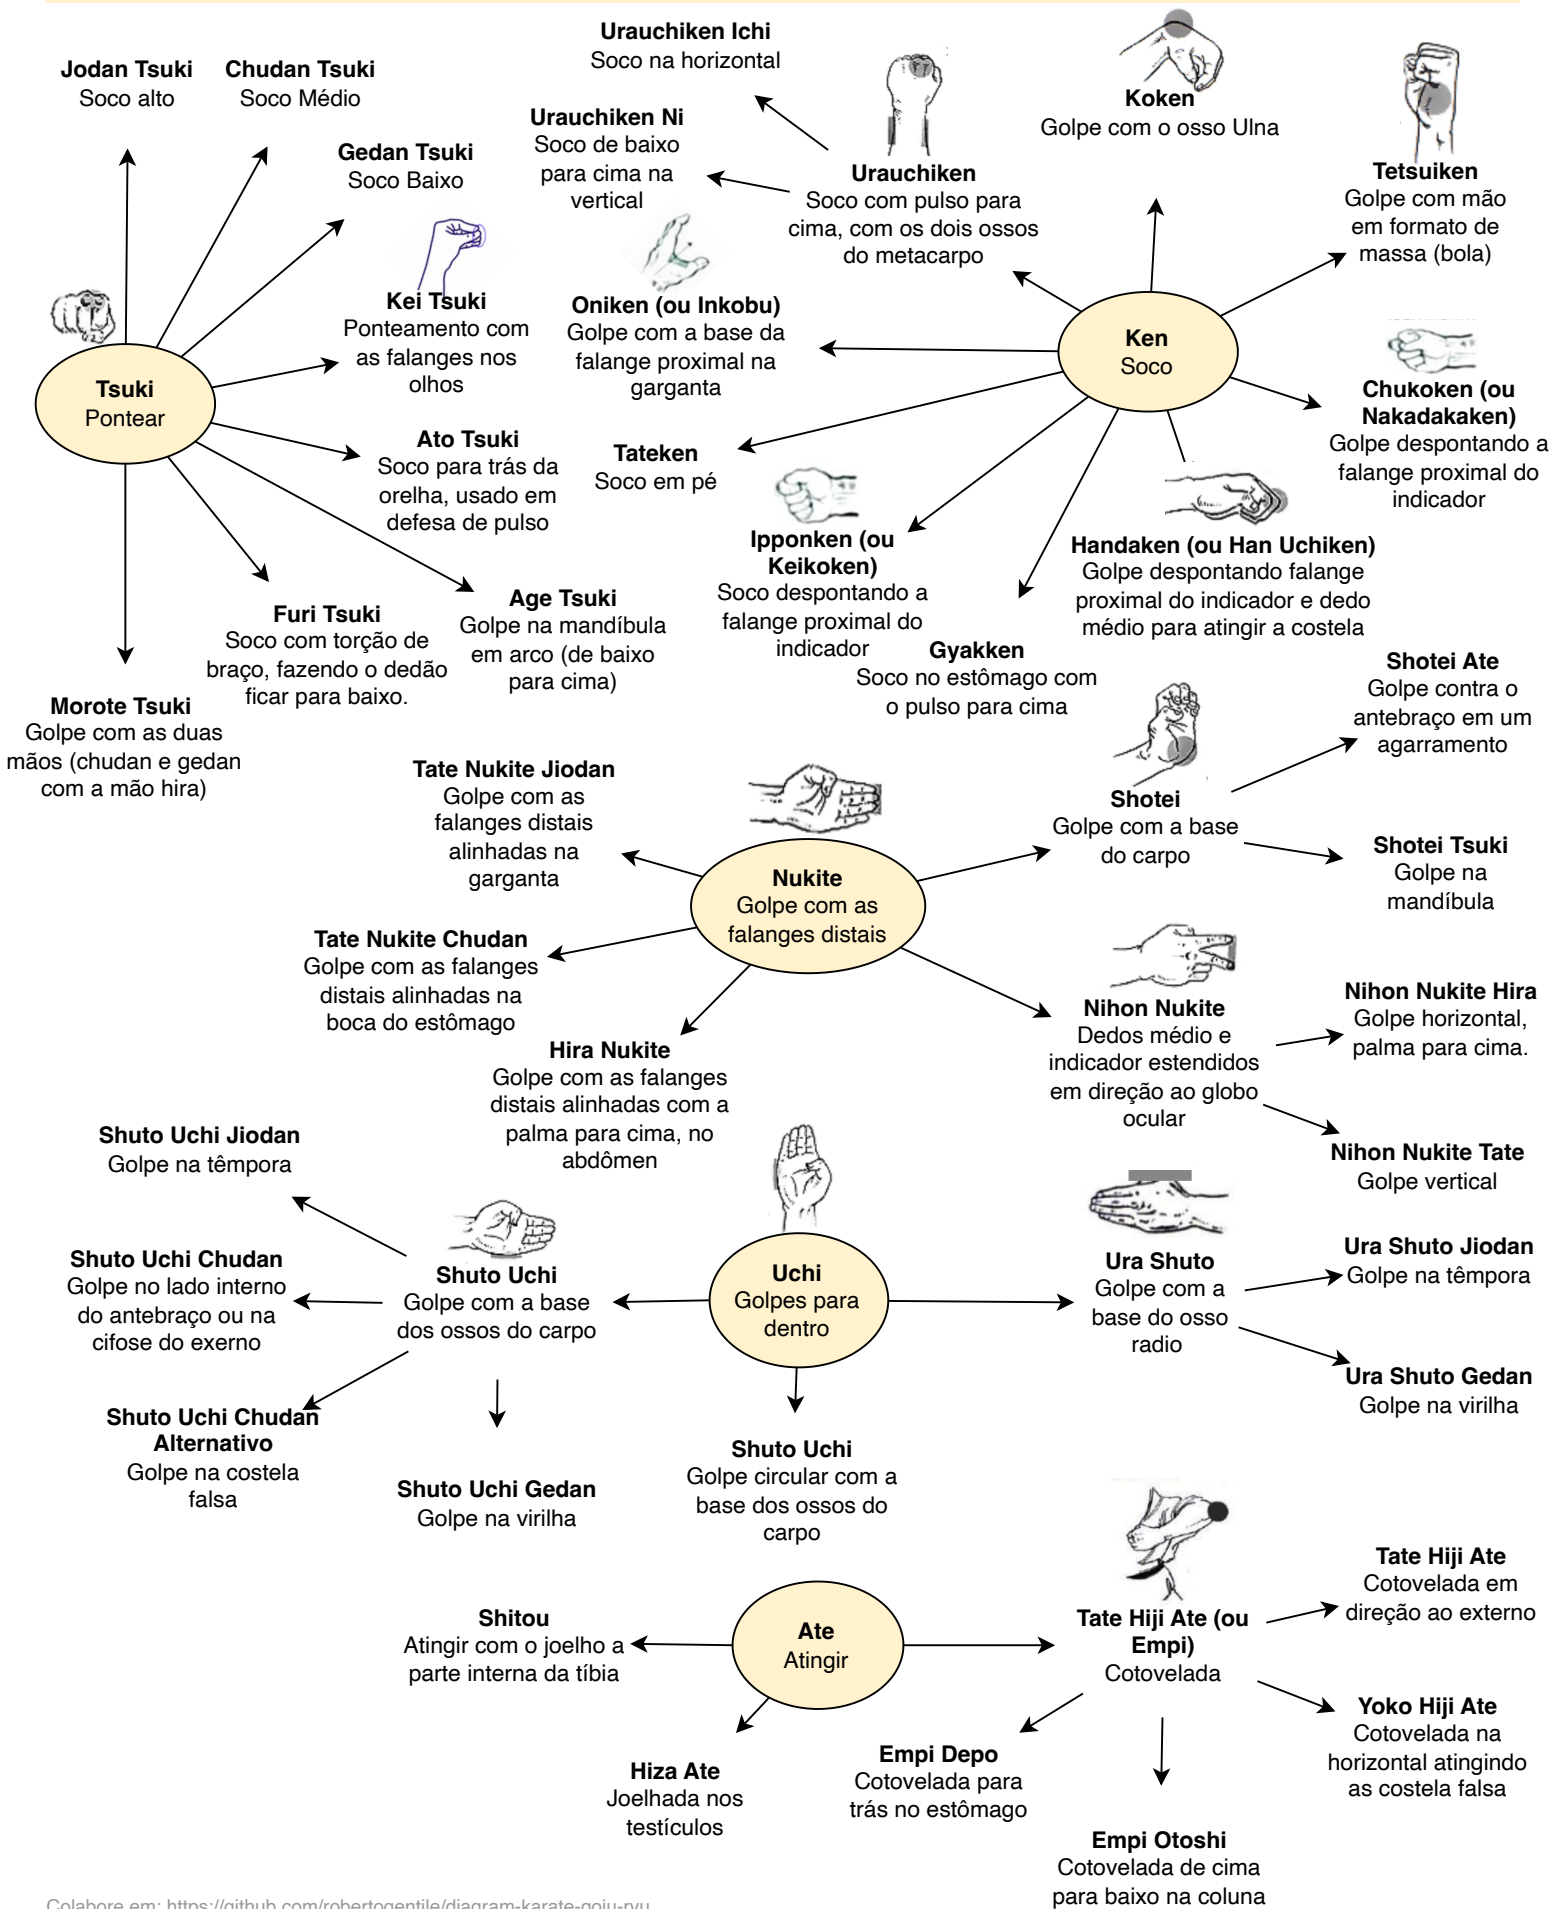 Urauchiken Ichi
Soco na horizontal
Jodan Tsuki
Soco alto
Chudan Tsuki
Soco Médio
Gedan Tsuki
Soco Baixo
Kei Tsuki
Ponteamento com
as falanges nos
olhos
Tsuki
Pontear
Ato Tsuki
Soco para trás da
orelha, usado em
defesa de pulso
Age Tsuki
Golpe na mandíbula
em arco (de baixo
para cima)
Furi Tsuki
Soco com torção de
braço, fazendo o dedão
ficar para baixo.
Morote Tsuki
Golpe com as duas
mãos (chudan e gedan
com a mão hira)
Urauchiken Ni
Soco de baixo
para cima na
vertical
Urauchiken
Soco com pulso para
cima, com os dois ossos
do metacarpo
Koken
Golpe com o osso Ulna
Tetsuiken
Golpe com mão
em formato de
massa (bola)
Oniken (ou Inkobu)
Golpe com a base da
falange proximal na
garganta
Ken
Soco
Chukoken (ou
Nakadakaken)
Golpe despontando a
falange proximal do
indicador
Tateken
Soco em pé
Ipponken (ou
Keikoken)
Soco despontando a
falange proximal do
indicador
Gyakken
Soco no estômago com
o pulso para cima
Handaken (ou Han Uchiken)
Golpe despontando falange
proximal do indicador e dedo
médio para atingir a costela
Shotei Ate
Golpe contra o
antebraço em um
agarramento
Tate Nukite Jiodan
Golpe com as
falanges distais
alinhadas na
garganta
Nukite
Golpe com as
falanges distais
Shotei
Golpe com a base
do carpo
Shotei Tsuki
Golpe na
mandíbula
Tate Nukite Chudan
Golpe com as falanges
distais alinhadas na
boca do estômago
Hira Nukite
Golpe com as falanges
distais alinhadas com a
palma para cima, no
abdômen
Nihon Nukite
Dedos médio e
indicador estendidos
em direção ao globo
ocular
Nihon Nukite Hira
Golpe horizontal,
palma para cima.
Nihon Nukite Tate
Golpe vertical
Shuto Uchi Jiodan
Golpe na têmpora
Shuto Uchi Chudan
Golpe no lado interno
do antebraço ou na
cifose do exerno
Shuto Uchi
Golpe com a base
dos ossos do carpo
Uchi
Golpes para
dentro
Ura Shuto
Golpe com a
base do osso
radio
Ura Shuto Jiodan
Golpe na têmpora
Ura Shuto Gedan
Golpe na virilha
Shuto Uchi Chudan
Alternativo
Golpe na costela
falsa
Shuto Uchi Gedan
Golpe na virilha
Shuto Uchi
Golpe circular com a
base dos ossos do
carpo
Shitou
Atingir com o joelho a
parte interna da tíbia
Ate
Atingir
Tate Hiji Ate (ou
Empi)
Cotovelada
Tate Hiji Ate
Cotovelada em
direção ao externo
Yoko Hiji Ate
Cotovelada na
horizontal atingindo
as costela falsa
Hiza Ate
Joelhada nos
testículos
Empi Depo
Cotovelada para
trás no estômago
Empi Otoshi
Cotovelada de cima
para baixo na coluna
Colabore em: https://github.com/robertogentile/diagram-karate-goju-ryu